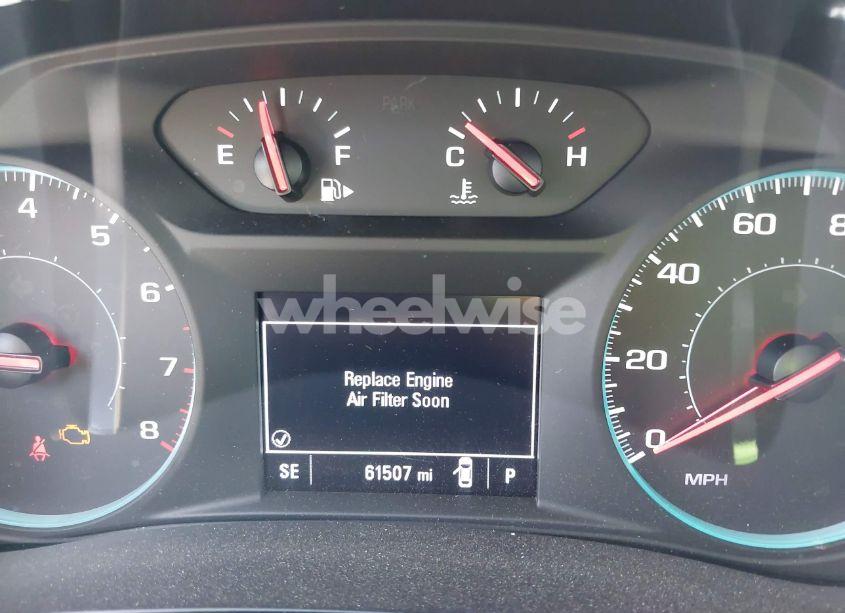 PARK
E F
C H
4
5
6
7
8
0
20
40
60
8
MPH
wheelwise
Replace Engine
Air Filter Soon
SE 61507 mi P